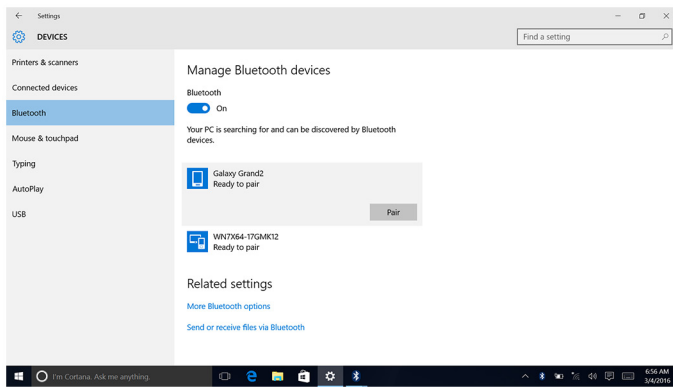 Settings
DEVICES
Find a setting
Printers & scanners
Connected devices
Bluetooth
Mouse & touchpad
Typing
AutoPlay
USB
Manage Bluetooth devices
Bluetooth
On
Your PC is searching for and can be discovered by Bluetooth
devices.
Galaxy Grand2
Ready to pair
Pair
WN7X64-17GMK12
Ready to pair
Related settings
More Bluetooth options
Send or receive files via Bluetooth
I'm Cortana. Ask me anything.
6:56 AM
3/4/2016